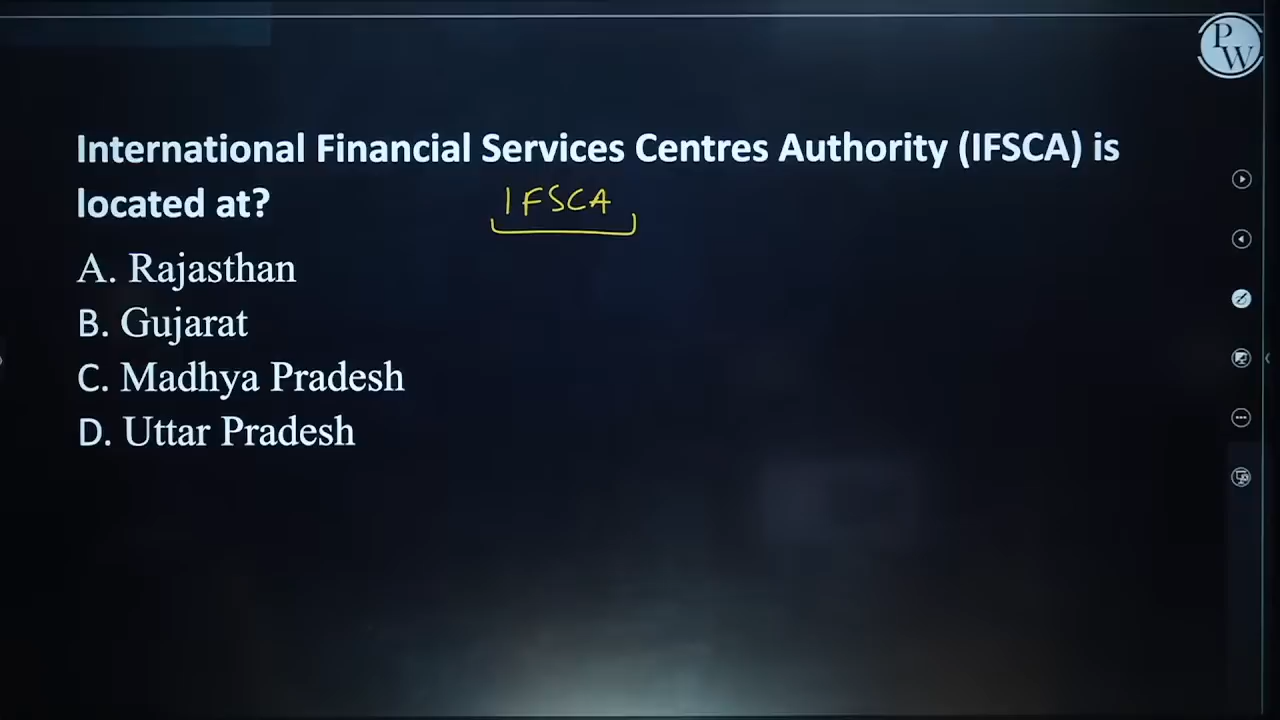 PW
International Financial Services Centres Authority (IFSCA) is
located at?
IFSCA
A. Rajasthan
B. Gujarat
C. Madhya Pradesh
D. Uttar Pradesh